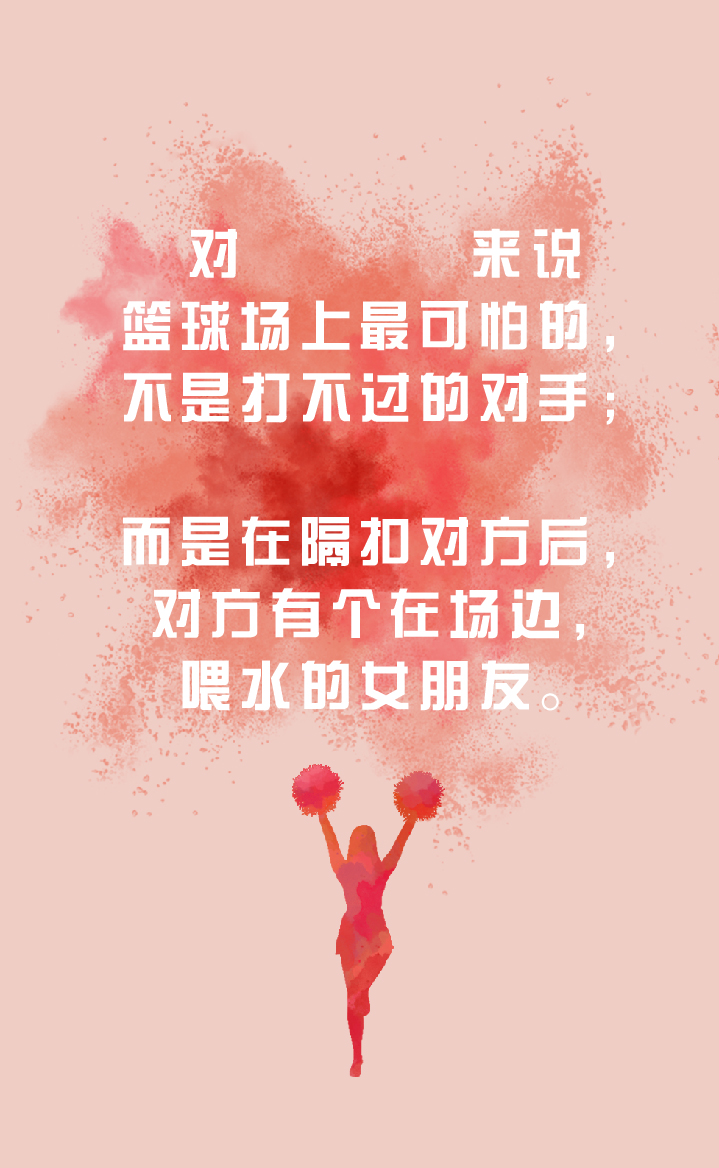 对 来说
篮球场上最可怕的，
不是打不过的对手；
而是在隔扣对方后，
对方有个在场边，
喂水的女朋友。